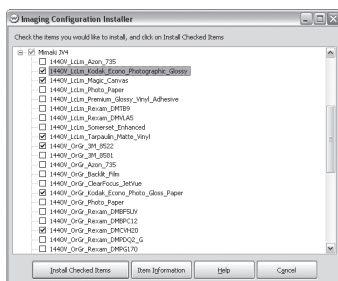 Imaging Configuration Installer
Check the items you would like to install, and click on Install Checked Items
Mimaki JV4
1440V_LcLm_Azon_735
1440V_LcLm_Kodak_Econo_Photographic_Glossy
1440V_LcLm_Magic_Canvas
1440V_LcLm_Photo_Paper
1440V_LcLm_Premium_Glossy_Vinyl_Adhesive
1440V_LcLm_Rexam_DMTB9
1440V_LcLm_Rexam_DMVLA5
1440V_LcLm_Somerset_Enhanced
1440V_LcLm_Tarpaulin_Matte_Vinyl
1440V_OrGr_3M_8522
1440V_OrGr_3M_8581
1440V_OrGr_Azon_735
1440V_OrGr_Backlit_Film
1440V_OrGr_ClearFocus_JetVue
1440V_OrGr_Kodak_Econo_Photo_Gloss_Paper
1440V_OrGr_Photo_Paper
1440V_OrGr_Rexam_DMBF5UV
1440V_OrGr_Rexam_DMBPC12
1440V_OrGr_Rexam_DMCVH20
1440V_OrGr_Rexam_DMPDQ2_G
1440V_OrGr_Rexam_DMPG170
Install Checked Items
Item Information
Help
Cancel